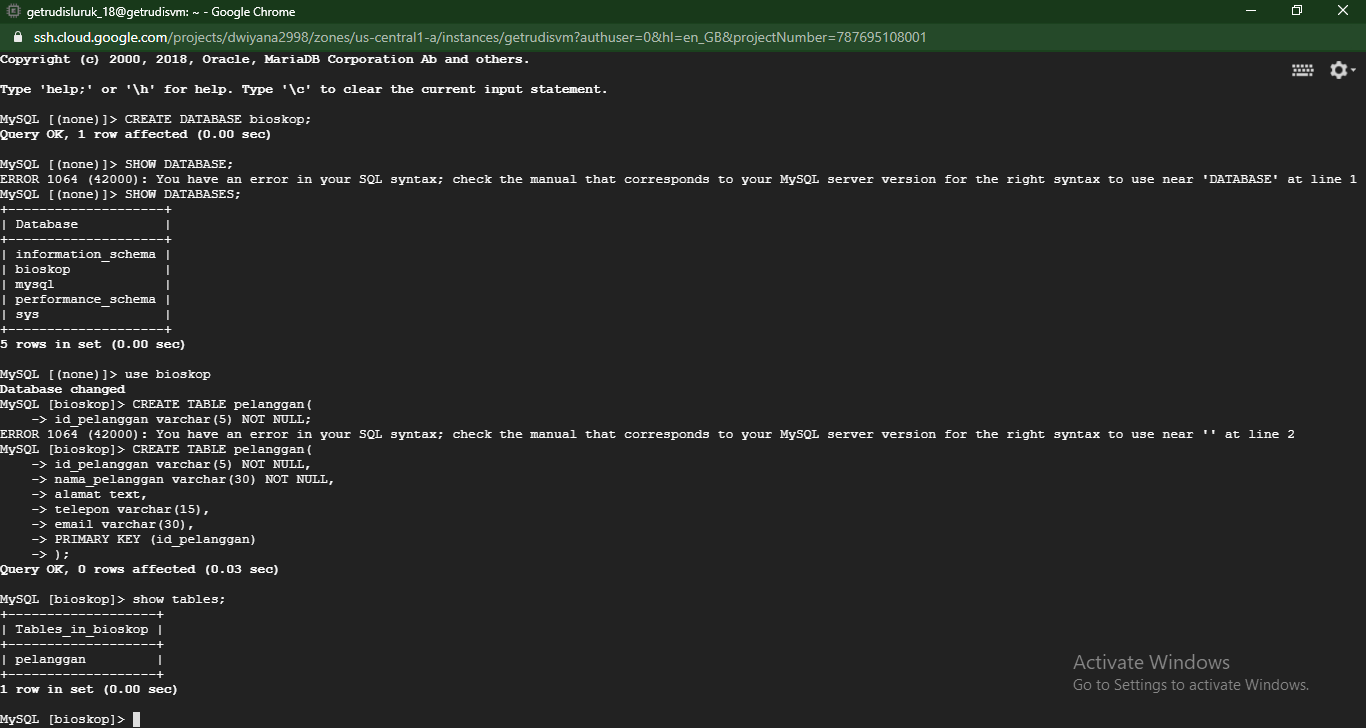 getrudisluruk_18@getrudisvm: ~ - Google Chrome
ssh.cloud.google.com/projects/dwiyana2998/zones/us-central1-a/instances/getrudisvm?authuser=0&hl=en_GB&projectNumber=787695108001
Copyright (c) 2000, 2018, Oracle, MariaDB Corporation Ab and others.
Type 'help;' or '\h' for help. Type '\c' to clear the current input statement.
MySQL [(none)]> CREATE DATABASE bioskop;
Query OK, 1 row affected (0.00 sec)
MySQL [(none)]> SHOW DATABASE;
ERROR 1064 (42000): You have an error in your SQL syntax; check the manual that corresponds to your MySQL server version for the right syntax to use near 'DATABASE' at line 1
MySQL [(none)]> SHOW DATABASES;
+--------------------+
| Database           |
+--------------------+
| information_schema |
| bioskop            |
| mysql              |
| performance_schema |
| sys                |
+--------------------+
5 rows in set (0.00 sec)
MySQL [(none)]> use bioskop
Database changed
MySQL [bioskop]> CREATE TABLE pelanggan(
    -> id_pelanggan varchar(5) NOT NULL;
ERROR 1064 (42000): You have an error in your SQL syntax; check the manual that corresponds to your MySQL server version for the right syntax to use near '' at line 2
MySQL [bioskop]> CREATE TABLE pelanggan(
    -> id_pelanggan varchar(5) NOT NULL,
    -> nama_pelanggan varchar(30) NOT NULL,
    -> alamat text,
    -> telepon varchar(15),
    -> email varchar(30),
    -> PRIMARY KEY (id_pelanggan)
    -> );
Query OK, 0 rows affected (0.03 sec)
MySQL [bioskop]> show tables;
+-------------------+
| Tables_in_bioskop |
+-------------------+
| pelanggan         |
+-------------------+
1 row in set (0.00 sec)
MySQL [bioskop]>
Activate Windows
Go to Settings to activate Windows.